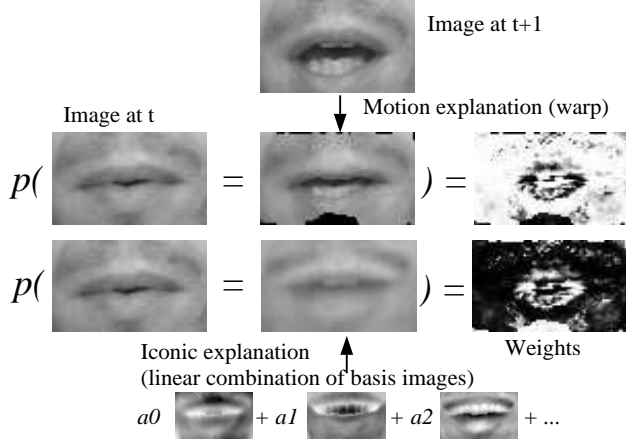 Image at t+1
Image at t
Motion explanation (warp)
p( = ) =
p( = ) =
Iconic explanation
(linear combination of basis images)
Weights
a0 + a1 + a2 + ...